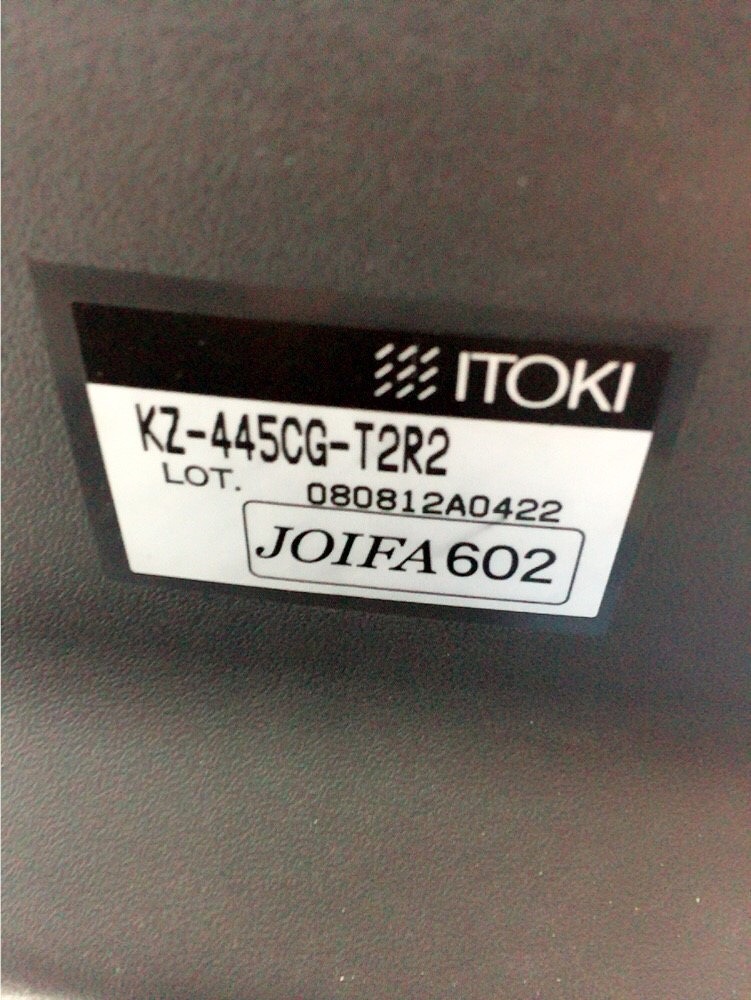 ITOKI
KZ-445CG-T2R2
LOT. 080812A0422
JOIFA602